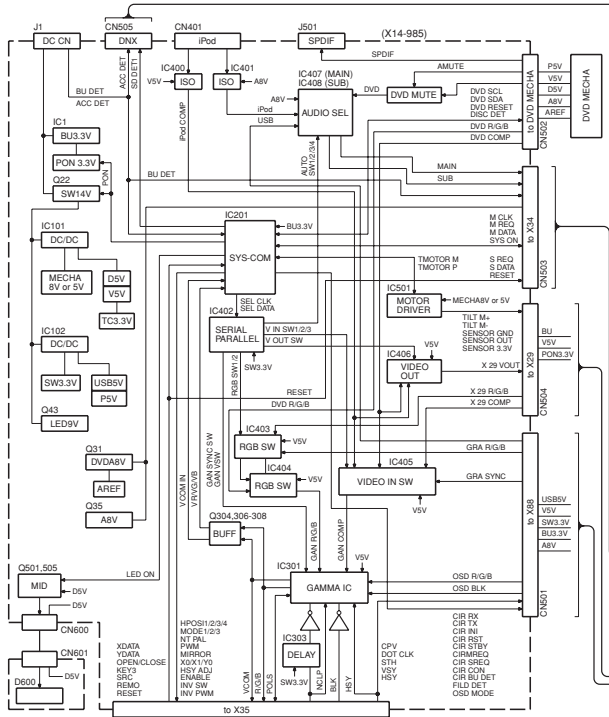 J1
CN505
CN401
J501
(X14-985)
DC CN
DNX
iPod
SPDIF
SPDIF
ACC DET
SD DET1
IC400
IC401
V5V
ISO
ISO
A8V
IC407 (MAIN)
IC408 (SUB)
AMUTE
DVD
DVD MUTE
to DVD MECHA
CN502
P5V
V5V
D5V
A8V
AREF
DVD MECHA
BU DET
ACC DET
iPod COMP
iPod
A8V
USB
AUDIO SEL
DVD SCL
DVD SDA
DVD RESET
DISC DET
DVD R/G/B
DVD COMP
IC1
BU3.3V
PON 3.3V
PON
Q22
SW14V
BU DET
AUTO
SW1/2/3/4
MAIN
SUB
IC101
DC/DC
MECHA
8V or 5V
D5V
V5V
TC3.3V
IC201
SYS-COM
BU3.3V
M CLK
M REQ
M DATA
SYS ON
to X34
CN503
TMOTOR M
TMOTOR P
S REQ
S DATA
RESET
SEL CLK
SEL DATA
IC501
MOTOR
DRIVER
MECHA8V or 5V
IC402
SERIAL
PARALLEL
V IN SW1/2/3
V OUT SW
SW3.3V
TILT M+
TILT M-
SENSOR GND
SENSOR OUT
SENSOR 3.3V
to X29
CN504
BU
V5V
PON3.3V
IC102
DC/DC
SW3.3V
USB5V
P5V
RGB SW1/2
IC406
V5V
VIDEO
OUT
X 29 VOUT
RESET
DVD R/G/B
X 29 R/G/B
X 29 COMP
Q43
LED9V
IC403
RGB SW
V5V
GRA R/G/B
Q31
DVDA8V
AREF
GAN SYNC SW
GAN VSW
IC404
RGB SW
V5V
IC405
VIDEO IN SW
V5V
GRA SYNC
to X88
CN501
USB5V
V5V
SW3.3V
BU3.3V
A8V
Q35
A8V
VCOM IN
VR/VG/VB
Q304,306-308
BUFF
GAN R/G/B
GAN COMP
V5V
Q501,505
MID
LED ON
D5V
IC301
GAMMA IC
OSD R/G/B
OSD BLK
D5V
CN600
CN601
D5V
D600
XDATA
YDATA
OPEN/CLOSE
KEY3
SRC
REMO
RESET
HPOSI1/2/3/4
MODE1/2/3
NT PAL
PWM
MIRROR
X0/X1/Y0
HSY ADJ
ENABLE
INV SW
INV PWM
VCOM
R/G/B
POLS
IC303
DELAY
SW3.3V
NCLP
BLK
HSY
CPV
DOT CLK
STH
VSY
HSY
CIR RX
CIR TX
CIR INI
CIR RST
CIR STBY
CIRMREQ
CIR SREQ
CIR CON
CIR BU DET
FILD DET
OSD MODE
to X35